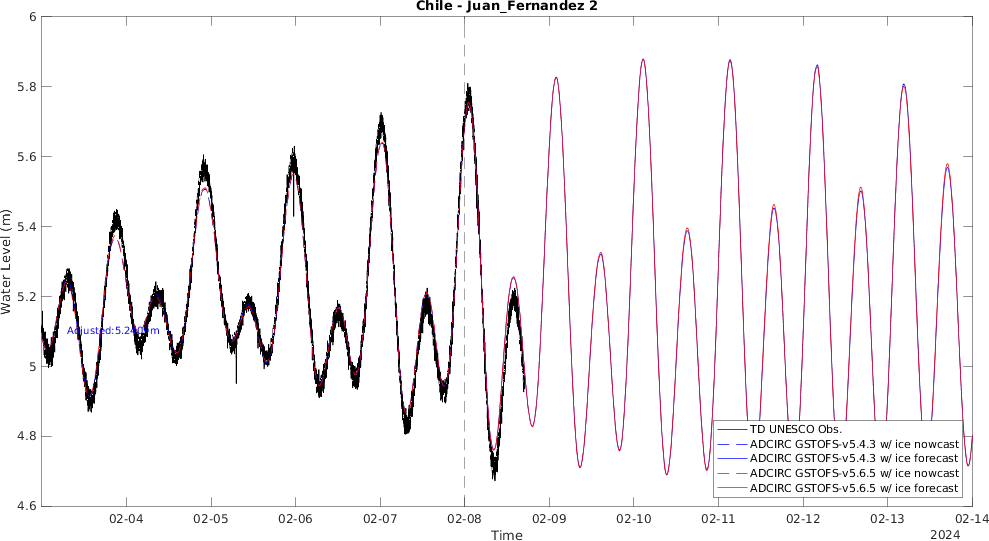 Chile - Juan_Fernandez 2
6
5.8
5.6
5.4
5.2
5
4.8
4.6
Water Level (m)
TD UNESCO Obs.
ADCIRC GSTOFS-v5.4.3 w/ ice nowcast
ADCIRC GSTOFS-v5.4.3 w/ ice forecast
ADCIRC GSTOFS-v5.6.5 w/ ice nowcast
ADCIRC GSTOFS-v5.6.5 w/ ice forecast
02-04 02-05 02-06 02-07 02-08 02-09 02-10 02-11 02-12 02-13 02-14
Time
2024